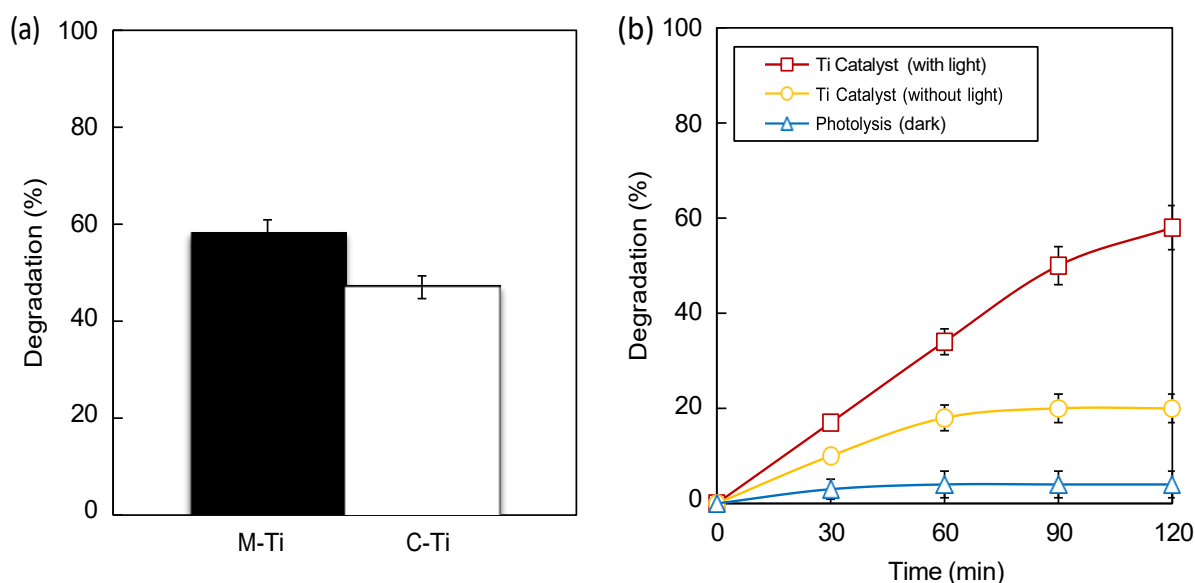 (a)
100
80
60
40
20
0
Degradation (%)
M-Ti
C-Ti
(b)
100
80
60
40
20
0
Degradation (%)
Ti Catalyst (with light)
Ti Catalyst (without light)
Photolysis (dark)
0 30 60 90 120
Time (min)